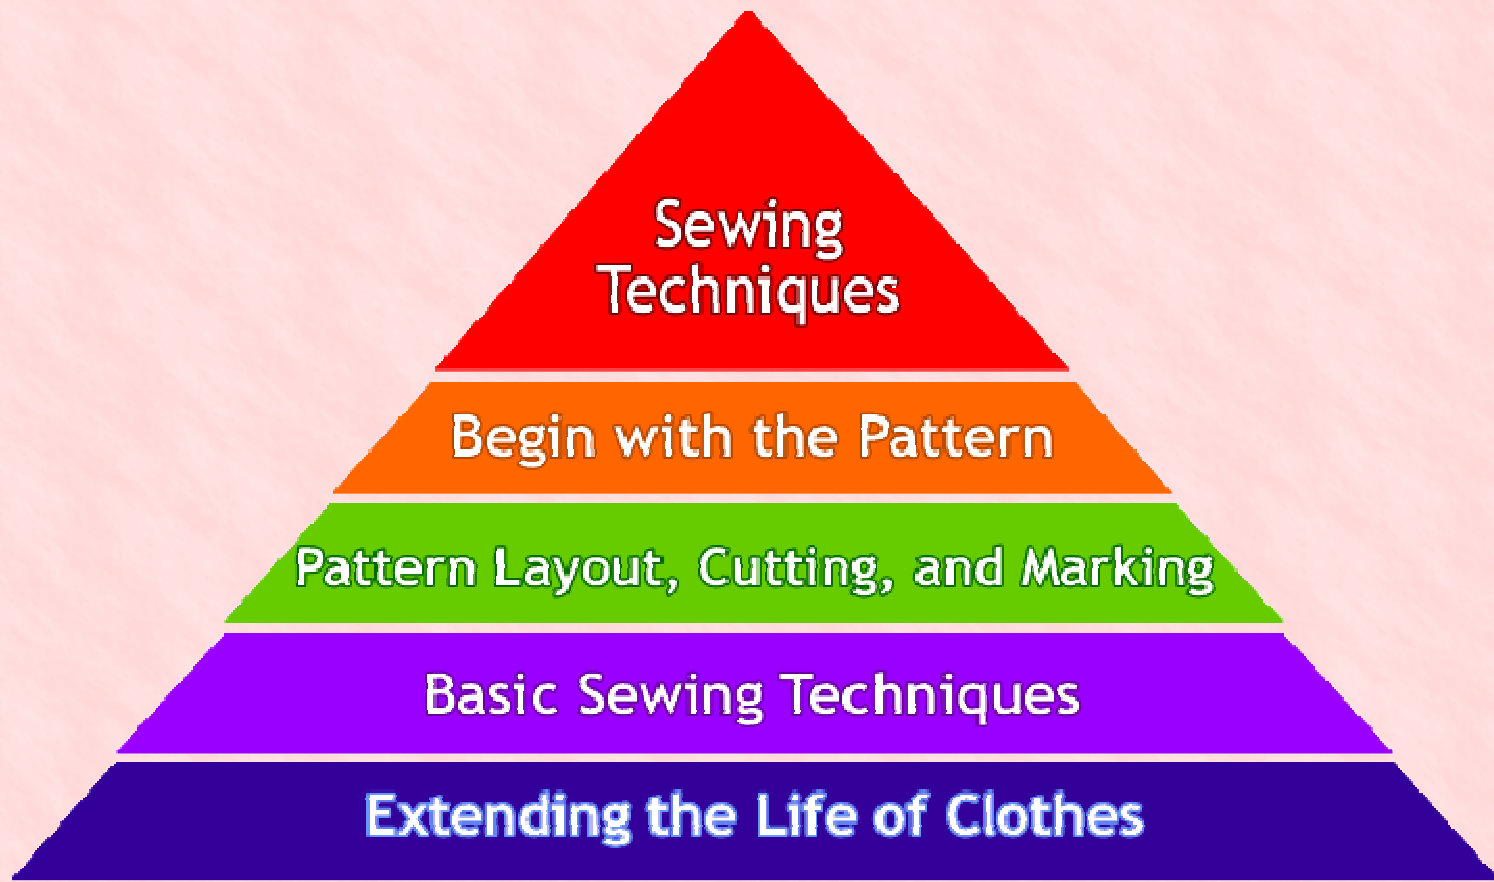 Sewing
Techniques
Begin with the Pattern
Pattern Layout, Cutting, and Marking
Basic Sewing Techniques
Extending the Life of Clothes